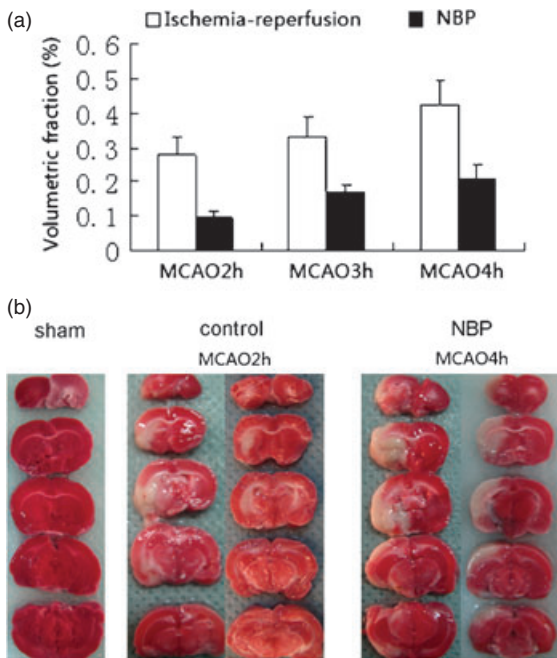 (a)
Ischemia-reperfusion NBP
Volumetric fraction (%)
0.6
0.5
0.4
0.3
0.2
0.1
0
MCAO2h MCAO3h MCAO4h
(b)
sham control NBP
MCAO2h MCAO4h